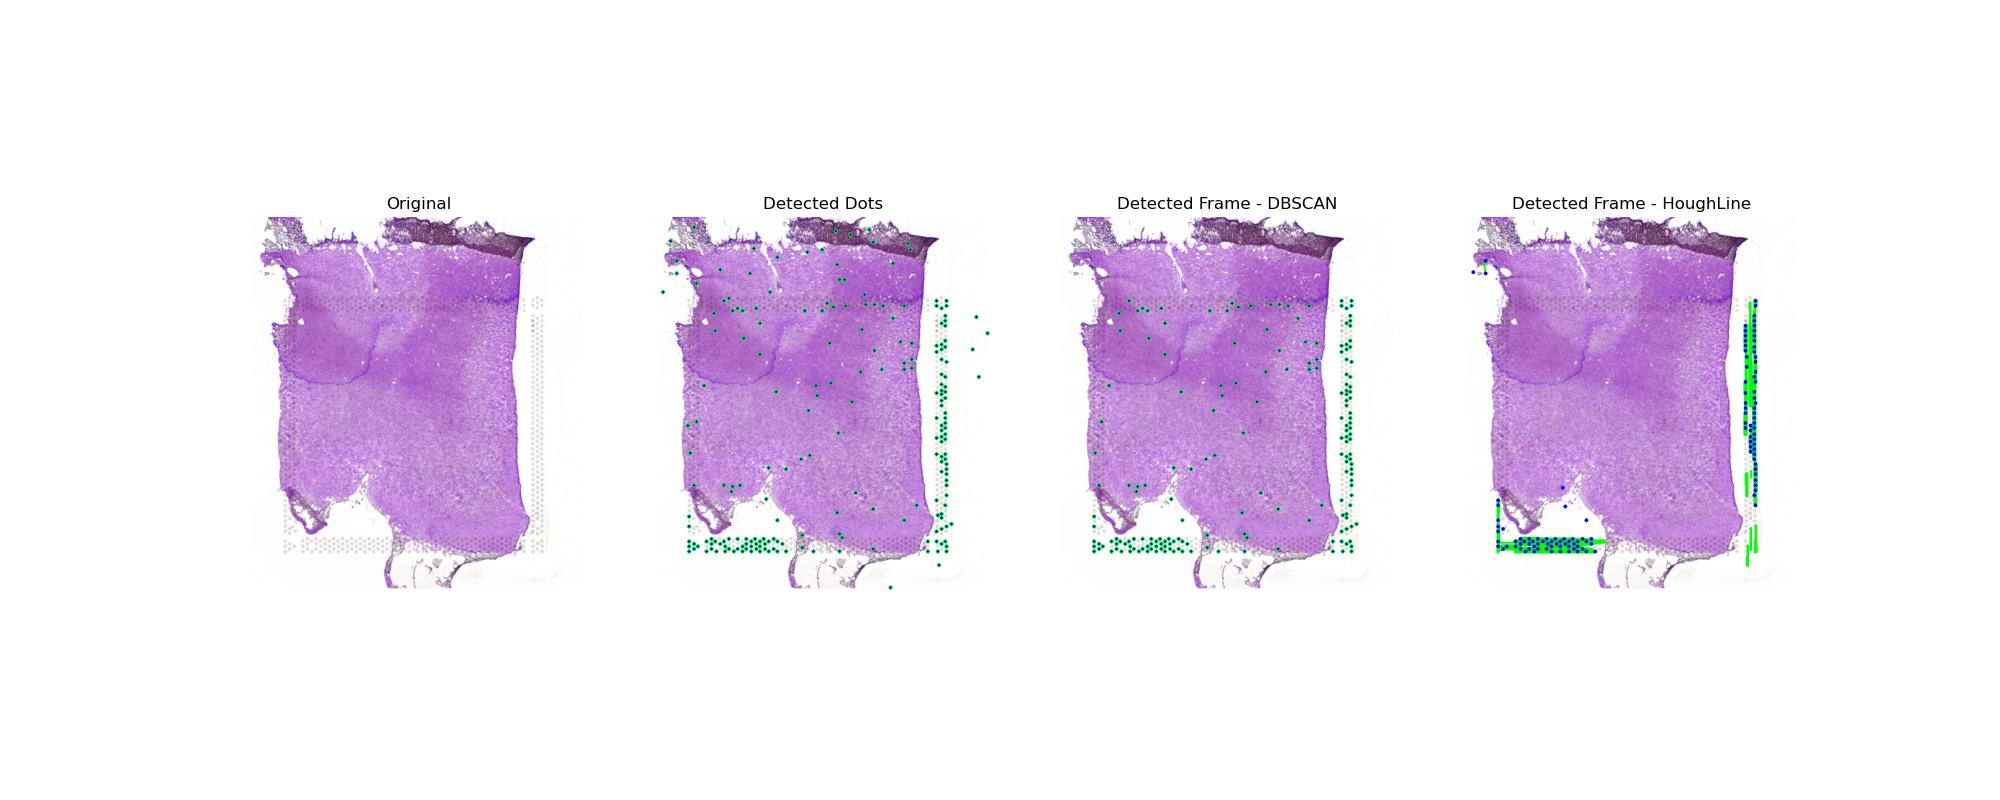 Original
Detected Dots
Detected Frame - DBSCAN
Detected Frame - HoughLine